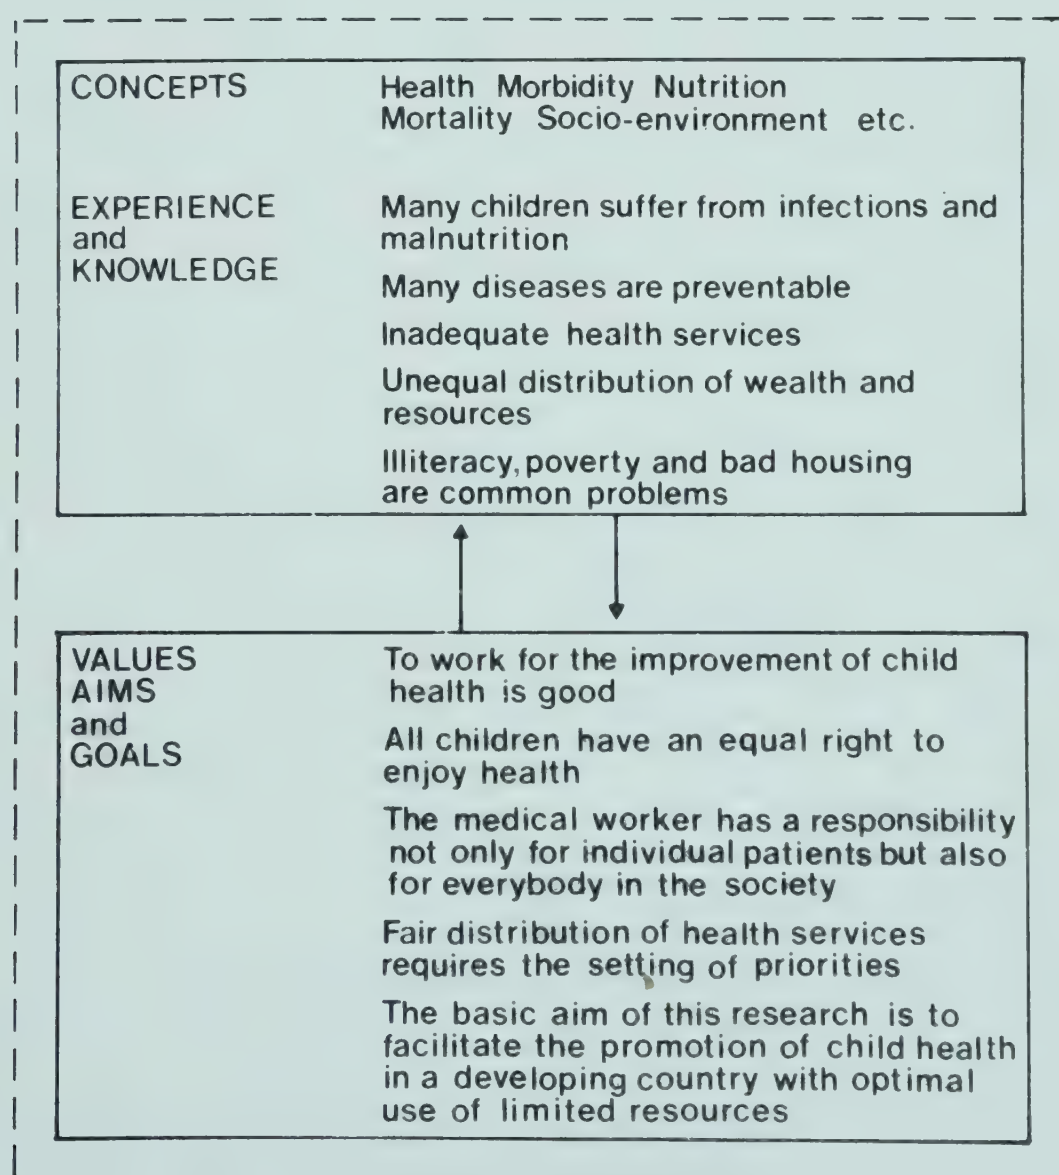 CONCEPTS Health Morbidity Nutrition
Mortality Socio-environment etc.
EXPERIENCE Many children suffer from infections and
and malnutrition
KNOWLEDGE
Many diseases are preventable
Inadequate health services
Unequal distribution of wealth and
resources
Illiteracy, poverty and bad housing
are common problems
VALUES To work for the improvement of child
AIMS health is good
and
GOALS
All children have an equal right to
enjoy health
The medical worker has a responsibility
not only for individual patients but also
for everybody in the society
Fair distribution of health services
requires the setting of priorities
The basic aim of this research is to
facilitate the promotion of child health
in a developing country with optimal
use of limited resources